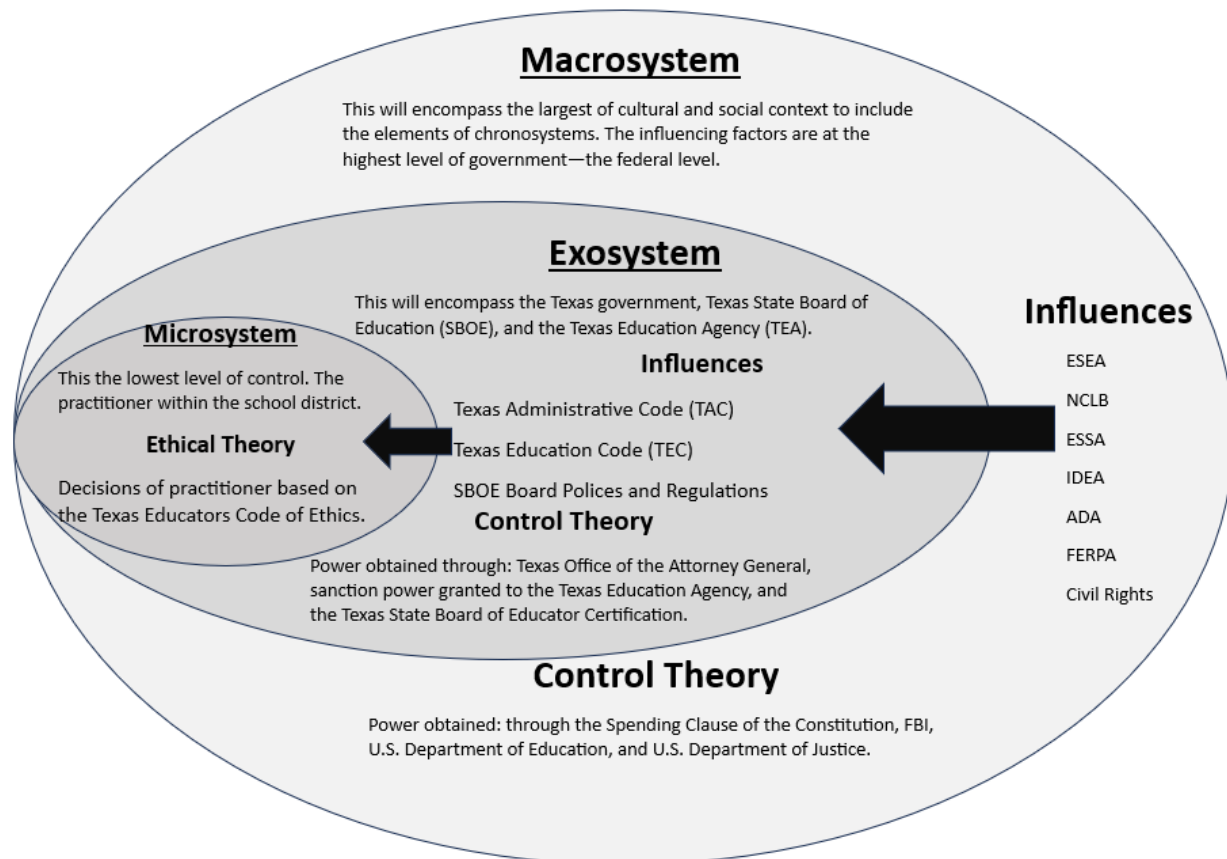 Macrosystem
This will encompass the largest of cultural and social context to include
the elements of chronosystems. The influencing factors are at the
highest level of government—the federal level.
Exosystem
This will encompass the Texas government, Texas State Board of
Education (SBOE), and the Texas Education Agency (TEA).
Influences
Texas Administrative Code (TAC)
Texas Education Code (TEC)
SBOE Board Polices and Regulations
Control Theory
Power obtained through: Texas Office of the Attorney General,
sanction power granted to the Texas Education Agency, and
the Texas State Board of Educator Certification.
Microsystem
This the lowest level of control. The
practitioner within the school district.
Ethical Theory
Decisions of practitioner based on
the Texas Educators Code of Ethics.
Influences
ESEA
NCLB
ESSA
IDEA
ADA
FERPA
Civil Rights
Control Theory
Power obtained: through the Spending Clause of the Constitution, FBI,
U.S. Department of Education, and U.S. Department of Justice.